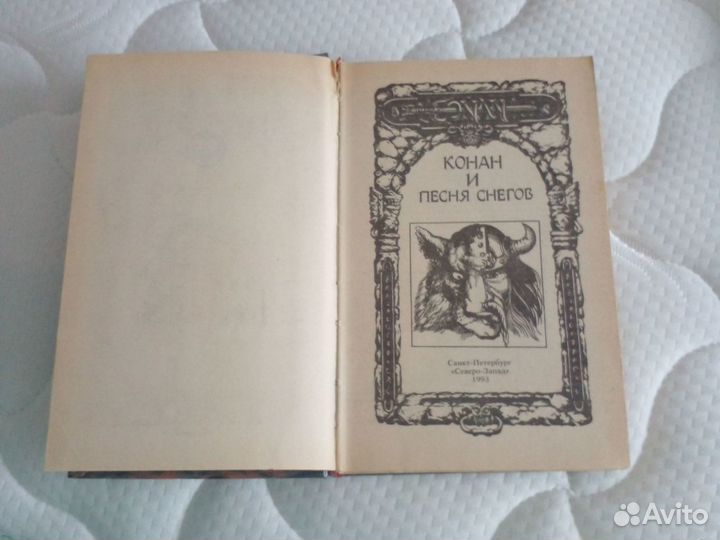 КОНАН
И
ПЕСНЯ СНЕГОВ
Санкт-Петербург
«Северо-Запад»
1993
Avito